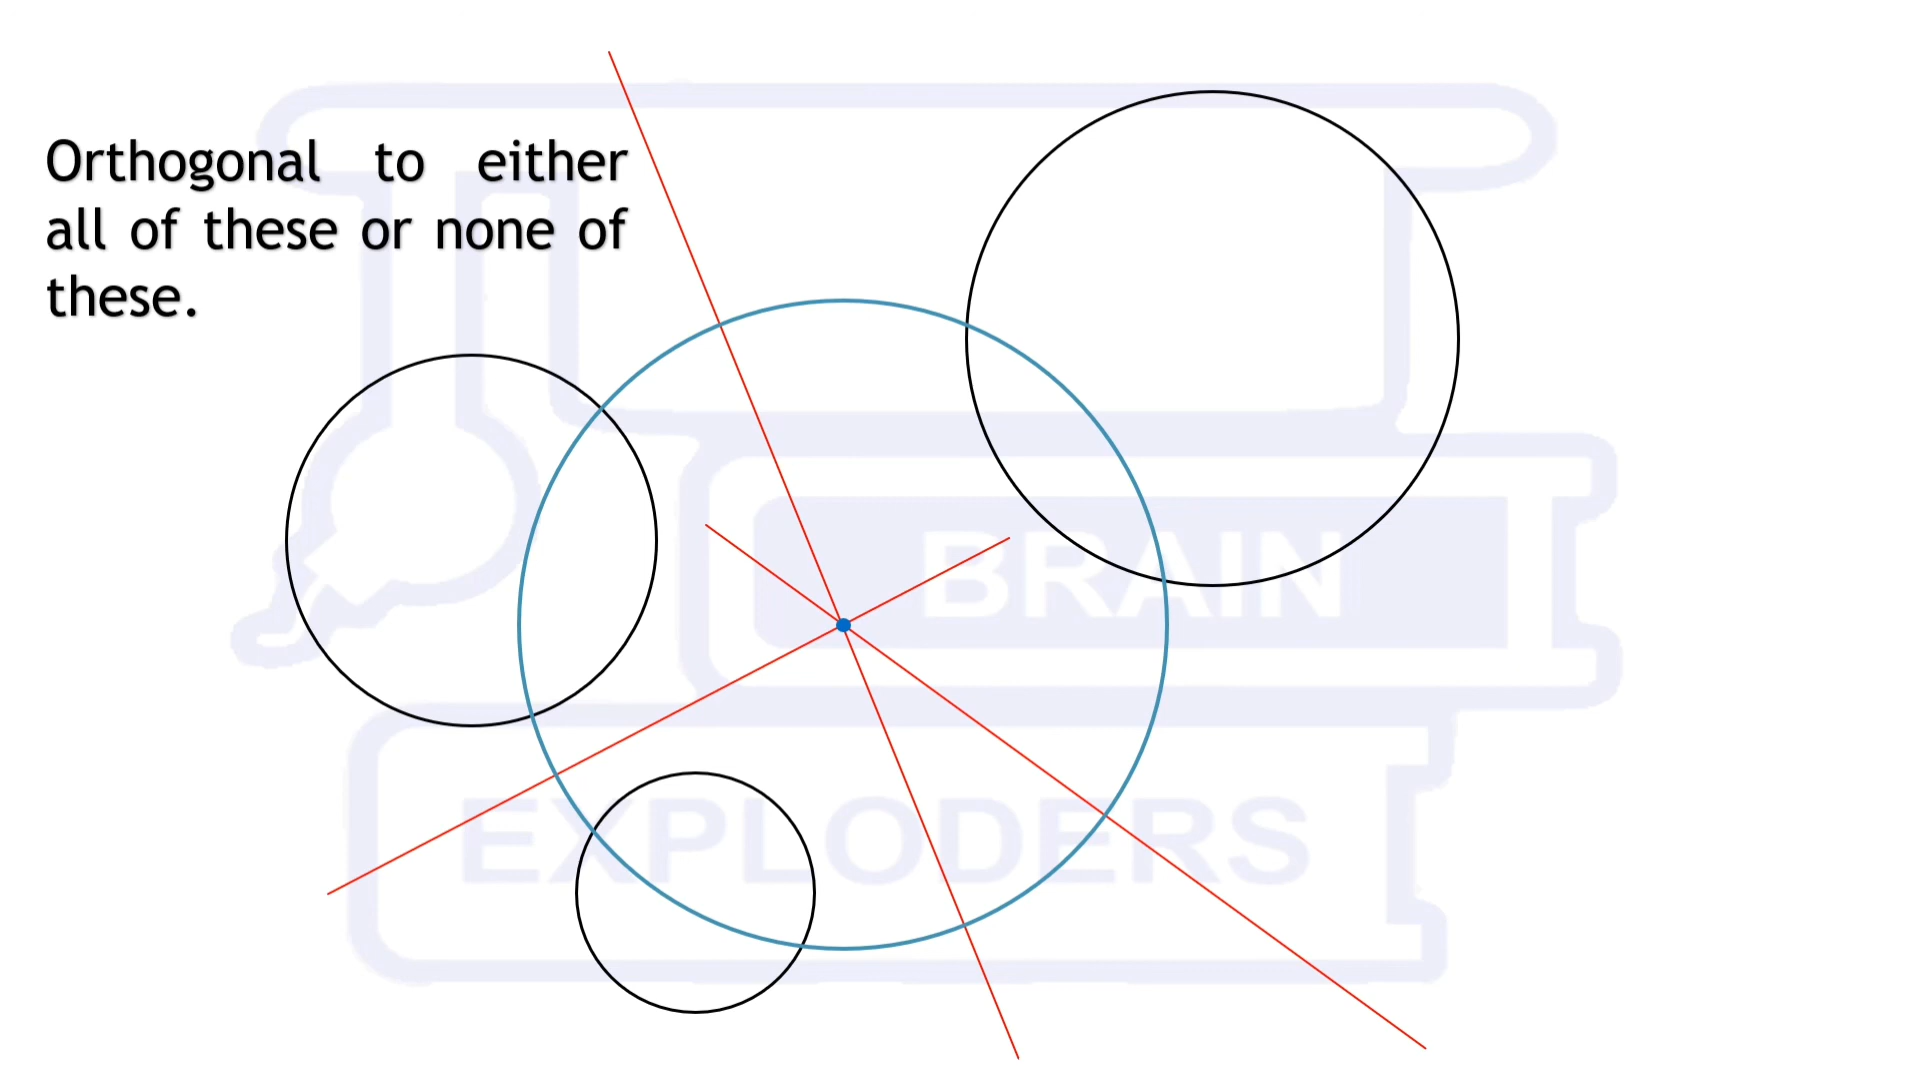 Orthogonal to either
all of these or none of
these.
BRAIN
EXPLODERS